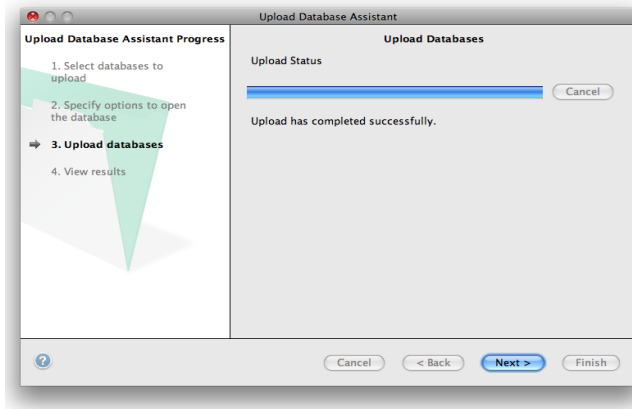 Upload Database Assistant
Upload Database Assistant Progress
1. Select databases to
upload
2. Specify options to open
the database
3. Upload databases
4. View results
Upload Databases
Upload Status
Cancel
Upload has completed successfully.
?
Cancel
< Back
Next >
Finish